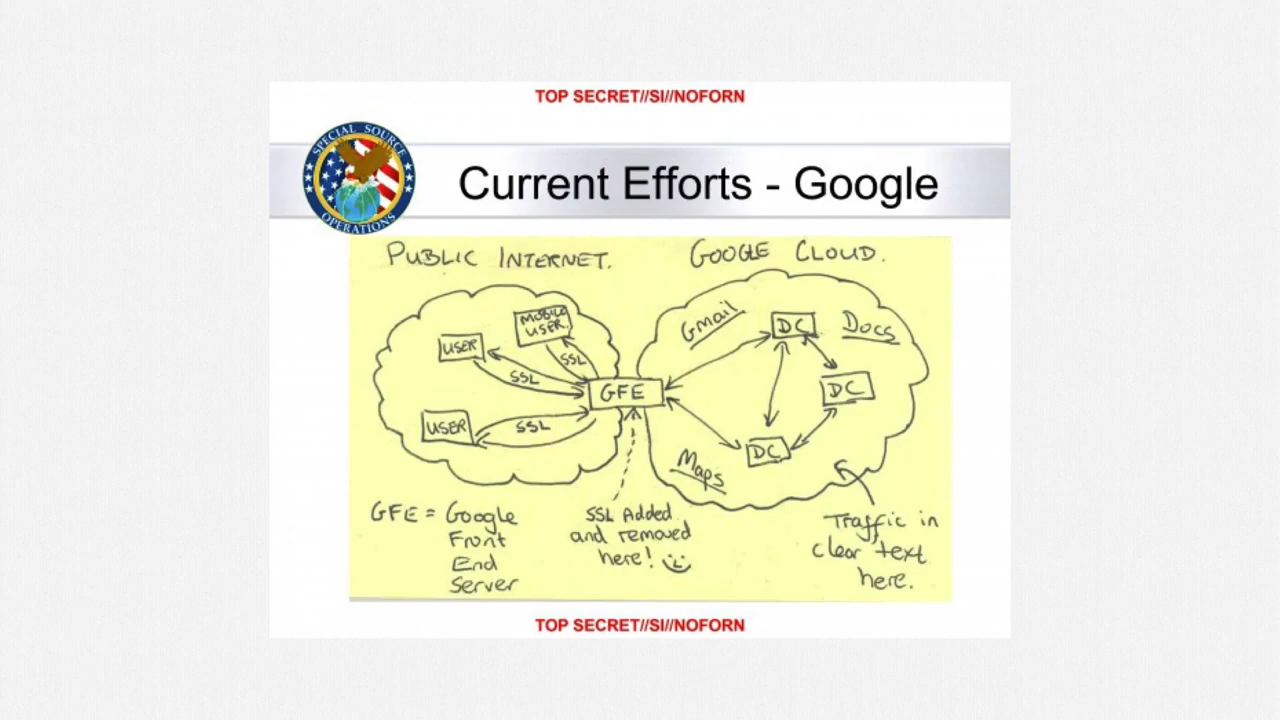 TOP SECRET//SI//NOFORN
SPECIAL SOURCE
OPERATIONS
Current Efforts - Google
PUBLIC INTERNET.
GOOGLE CLOUD.
MOBILE
USER.
USER
SSL
SSL
USER
SSL
GFE
Gmail
DC
Docs
DC
DC
Maps
GFE = Google
Front
End
Server
SSL Added
and removed
here!
Traffic in
clear text
here.
TOP SECRET//SI//NOFORN